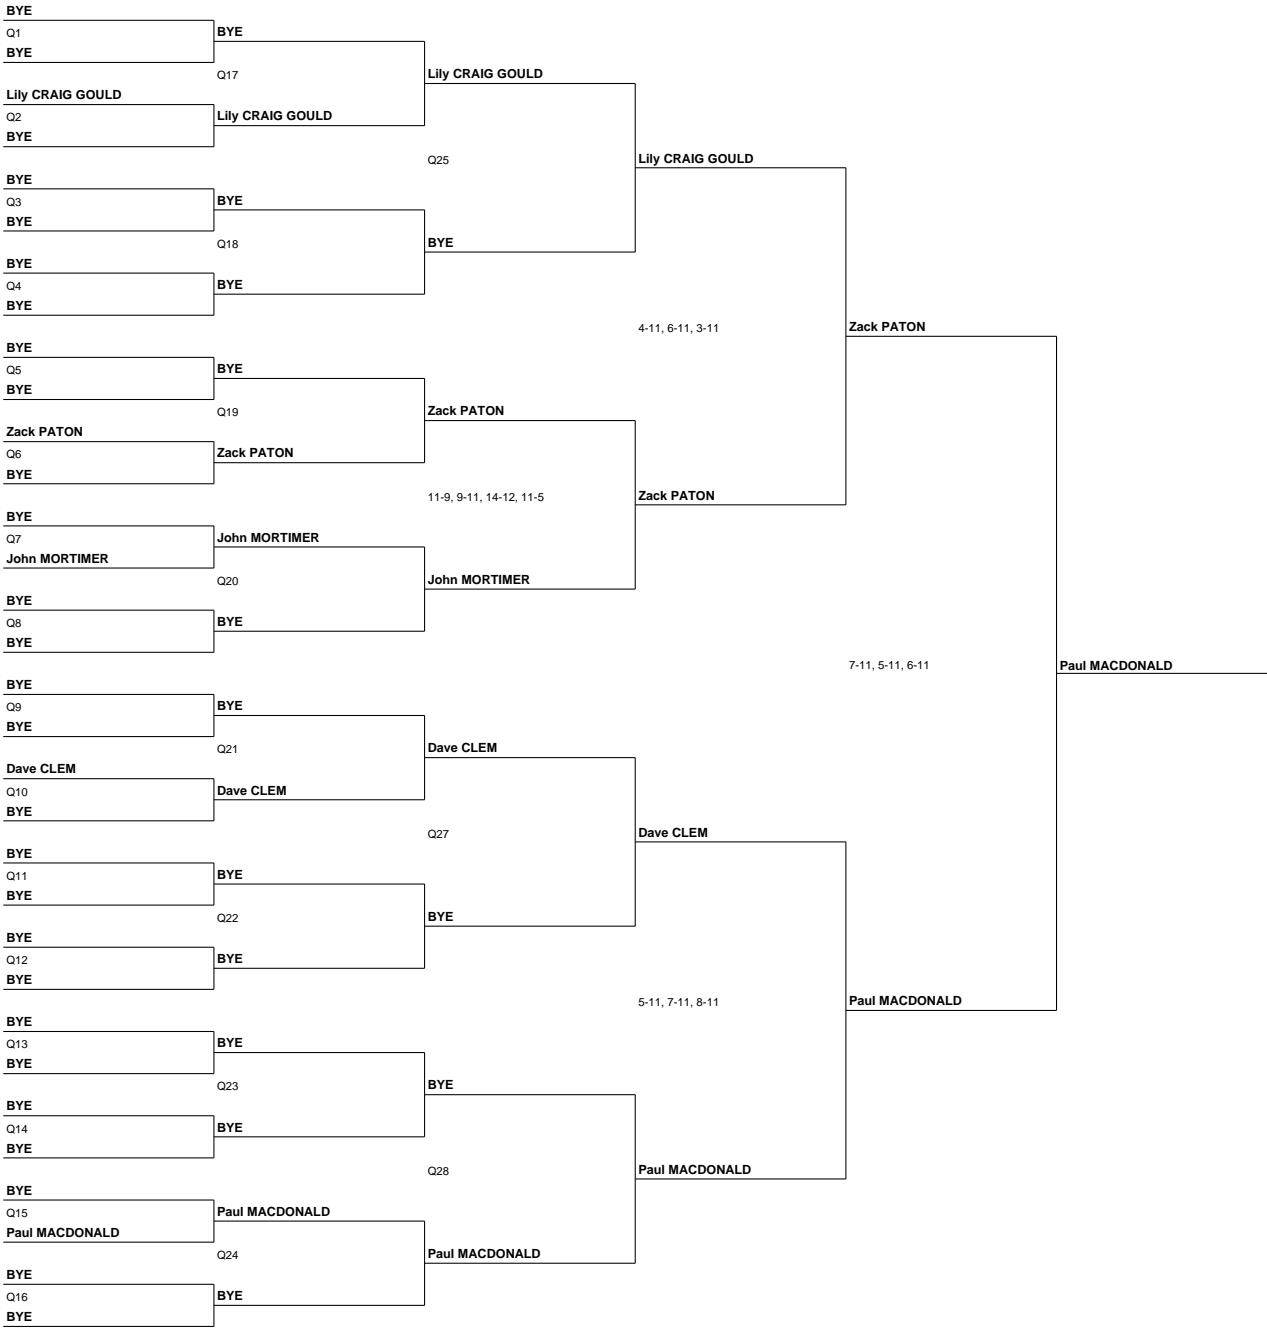 BYE
Q1
BYE
BYE
Q17
Lily CRAIG GOULD
Lily CRAIG GOULD
Q2
Lily CRAIG GOULD
BYE
Q25
Lily CRAIG GOULD
BYE
Q3
BYE
BYE
Q18
BYE
BYE
Q4
BYE
BYE
4-11, 6-11, 3-11
Zack PATON
BYE
Q5
BYE
BYE
Q19
Zack PATON
Zack PATON
Q6
Zack PATON
BYE
11-9, 9-11, 14-12, 11-5
Zack PATON
BYE
Q7
John MORTIMER
John MORTIMER
Q20
John MORTIMER
BYE
Q8
BYE
BYE
7-11, 5-11, 6-11
Paul MACDONALD
BYE
Q9
BYE
BYE
Q21
Dave CLEM
Dave CLEM
Q10
Dave CLEM
BYE
Q27
Dave CLEM
BYE
Q11
BYE
BYE
Q22
BYE
BYE
Q12
BYE
BYE
5-11, 7-11, 8-11
Paul MACDONALD
BYE
Q13
BYE
BYE
Q23
BYE
BYE
Q14
BYE
BYE
Q28
Paul MACDONALD
BYE
Q15
Paul MACDONALD
Paul MACDONALD
Q24
Paul MACDONALD
BYE
Q16
BYE
BYE